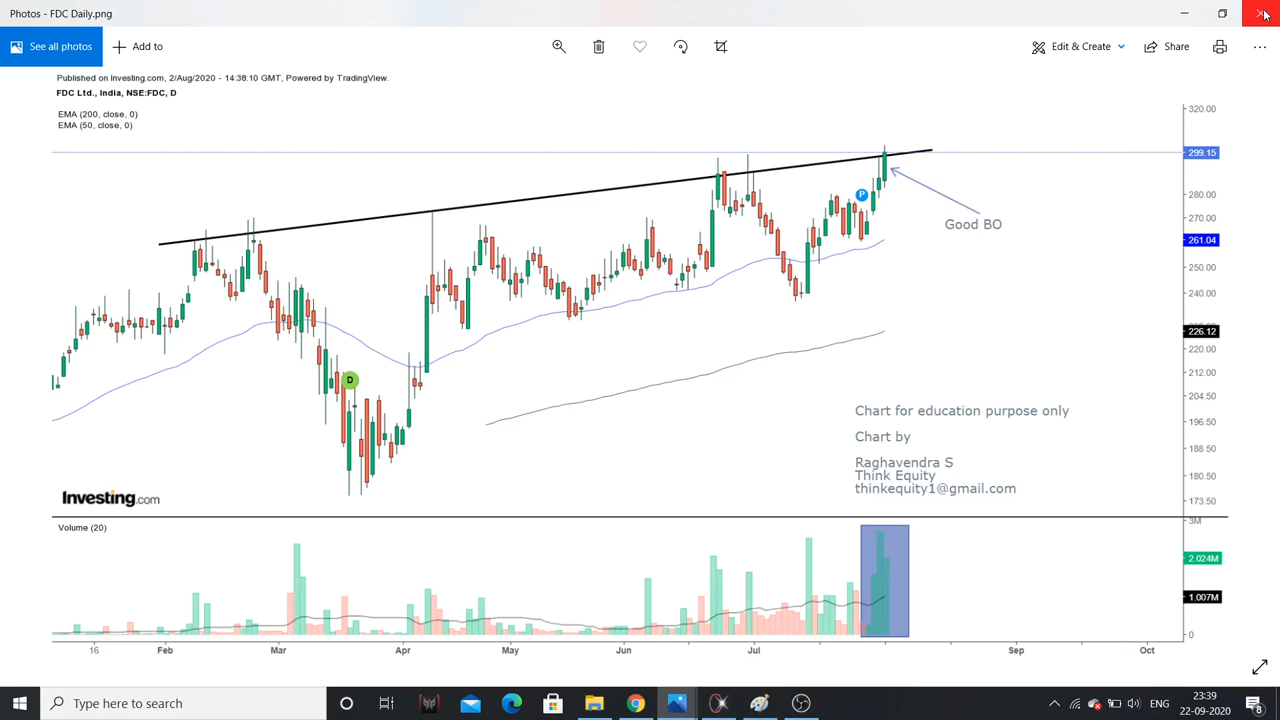 Photos - FDC Daily.png
See all photos
Add to
Edit & Create
Share
Published on Investing.com, 2/Aug/2020 - 14:38:10 GMT, Powered by TradingView.
FDC Ltd., India, NSE:FDC, D
EMA (200, close, 0)
EMA (50, close, 0)
320.00
299.15
280.00
270.00
261.04
250.00
240.00
226.12
220.00
212.00
204.50
196.50
188.50
180.50
173.50
P
Good BO
D
Chart for education purpose only
Chart by
Raghavendra S
Think Equity
thinkequity1@gmail.com
Investing.com
Volume (20)
3M
2.024M
1.007M
0
16 Feb Mar Apr May Jun Jul Sep Oct
Type here to search
ENG
23:39
22-09-2020
8